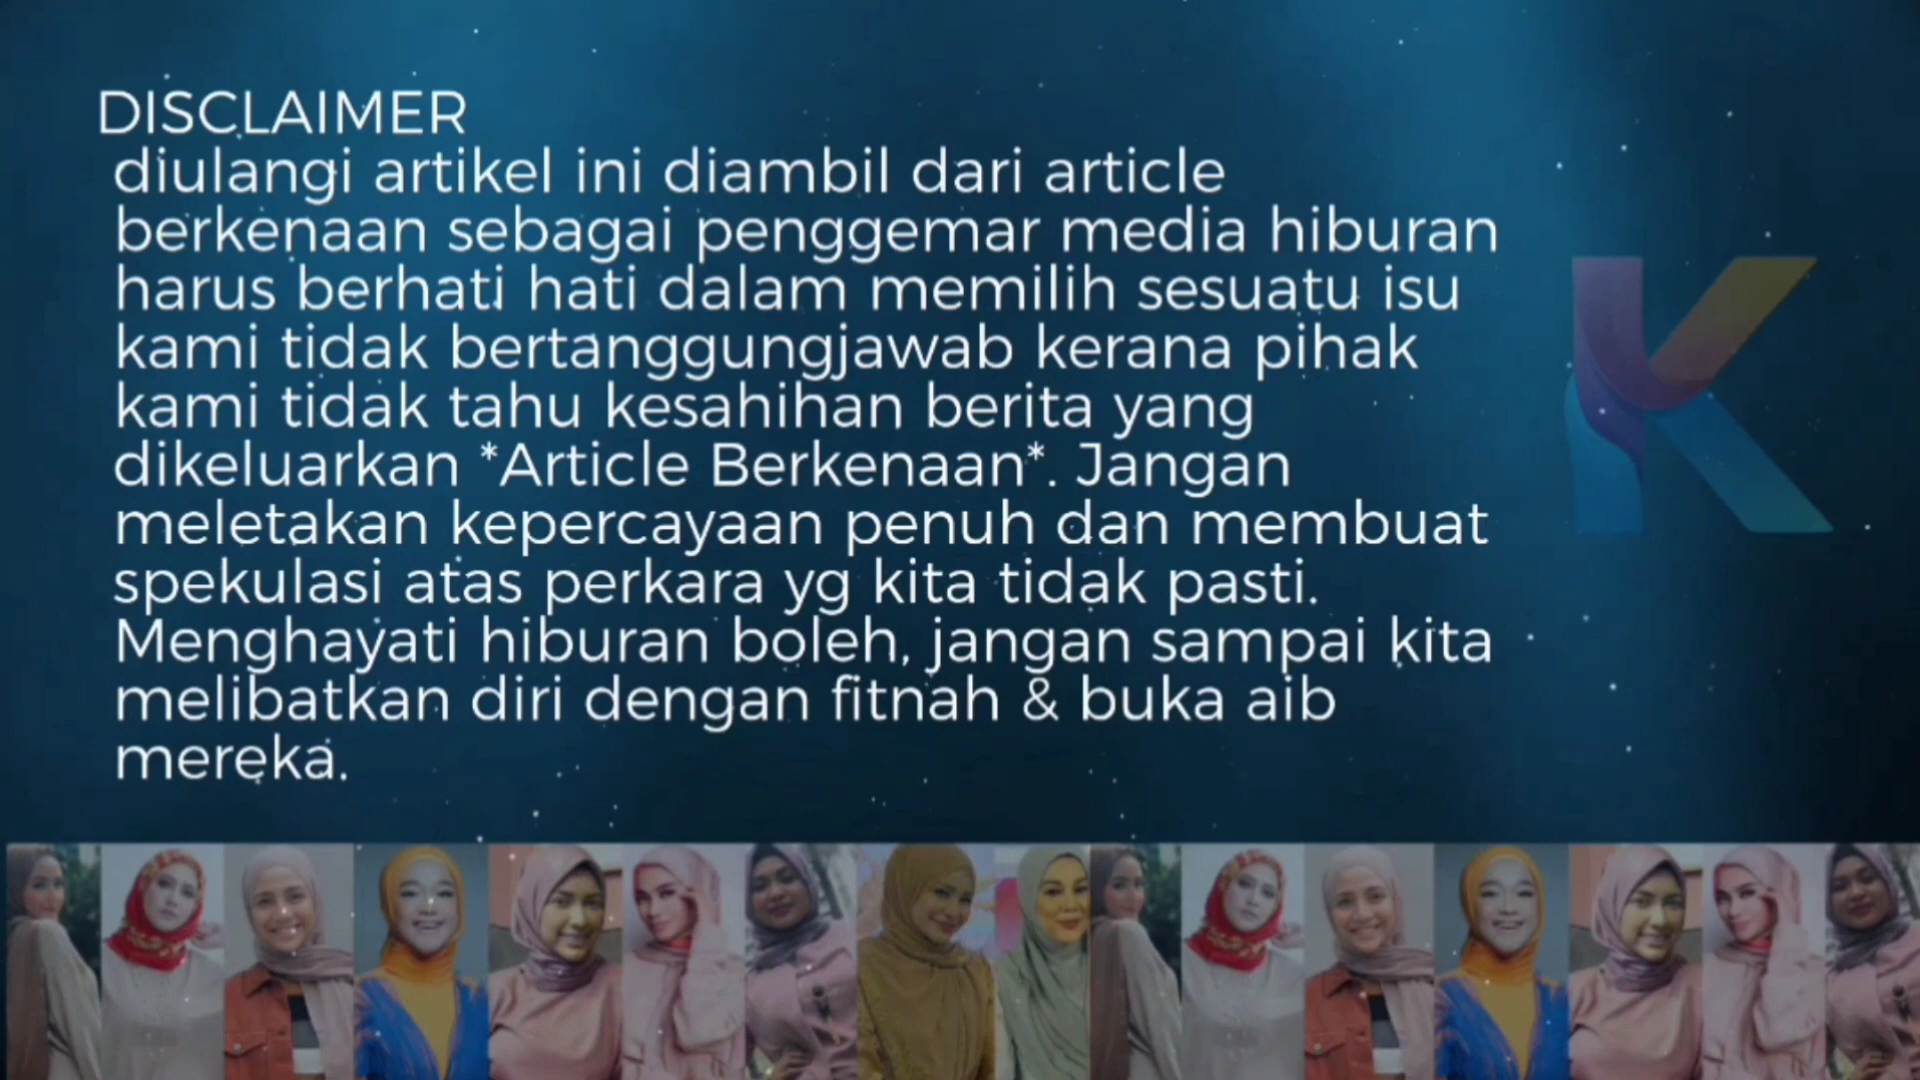 DISCLAIMER
diulangi artikel ini diambil dari article
berkenaan sebagai penggemar media hiburan
harus berhati hati dalam memilih sesuatu isu
kami tidak bertanggungjawab kerana pihak
kami tidak tahu kesahihan berita yang
dikeluarkan *Article Berkenaan*. Jangan
meletakan kepercayaan penuh dan membuat
spekulasi atas perkara yg kita tidak pasti.
Menghayati hiburan boleh, jangan sampai kita
melibatkan diri dengan fitnah & buka aib
mereka.
K